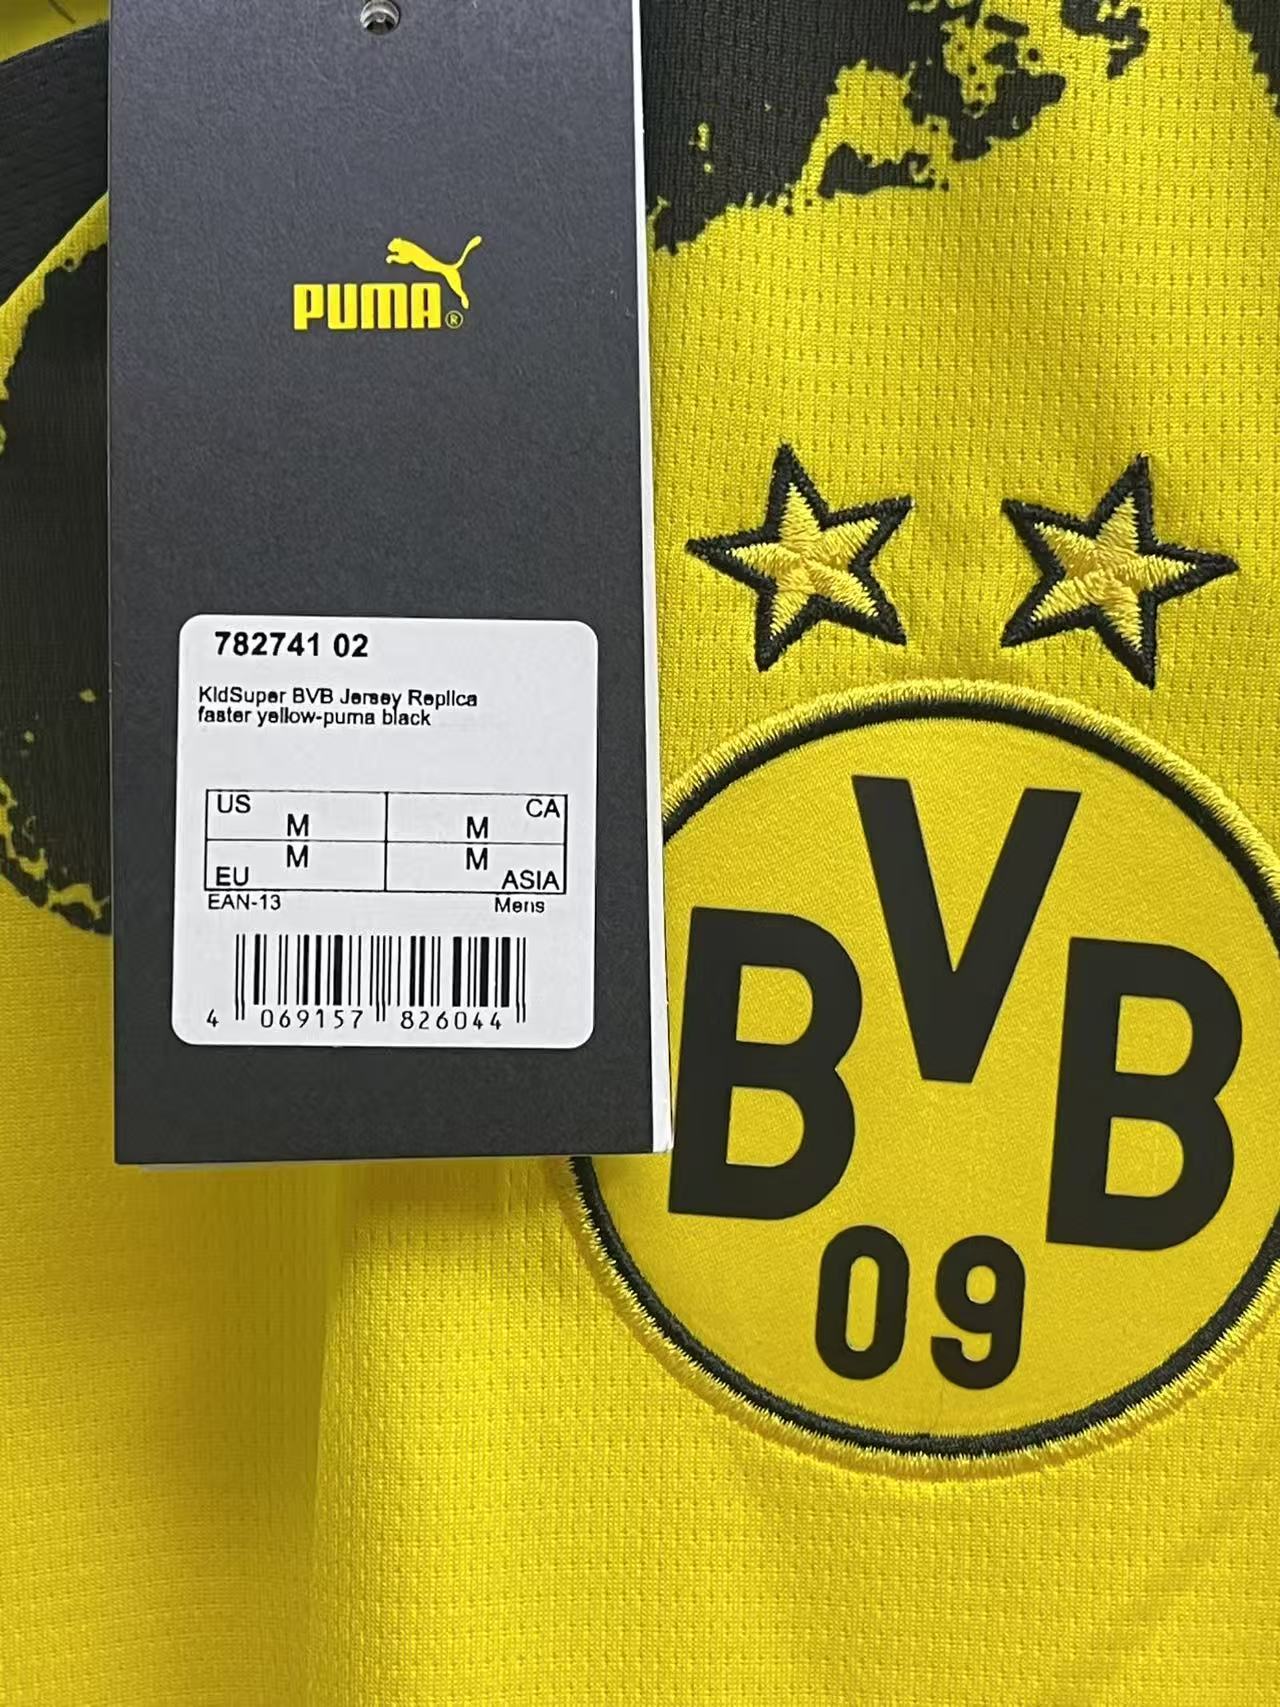 PUMA®
782741 02
KidSuper BVB Jersey Replica
faster yellow-puma black
US M M CA
EU M M ASIA
EAN-13 Mens
4 069157 826044
BVB
09